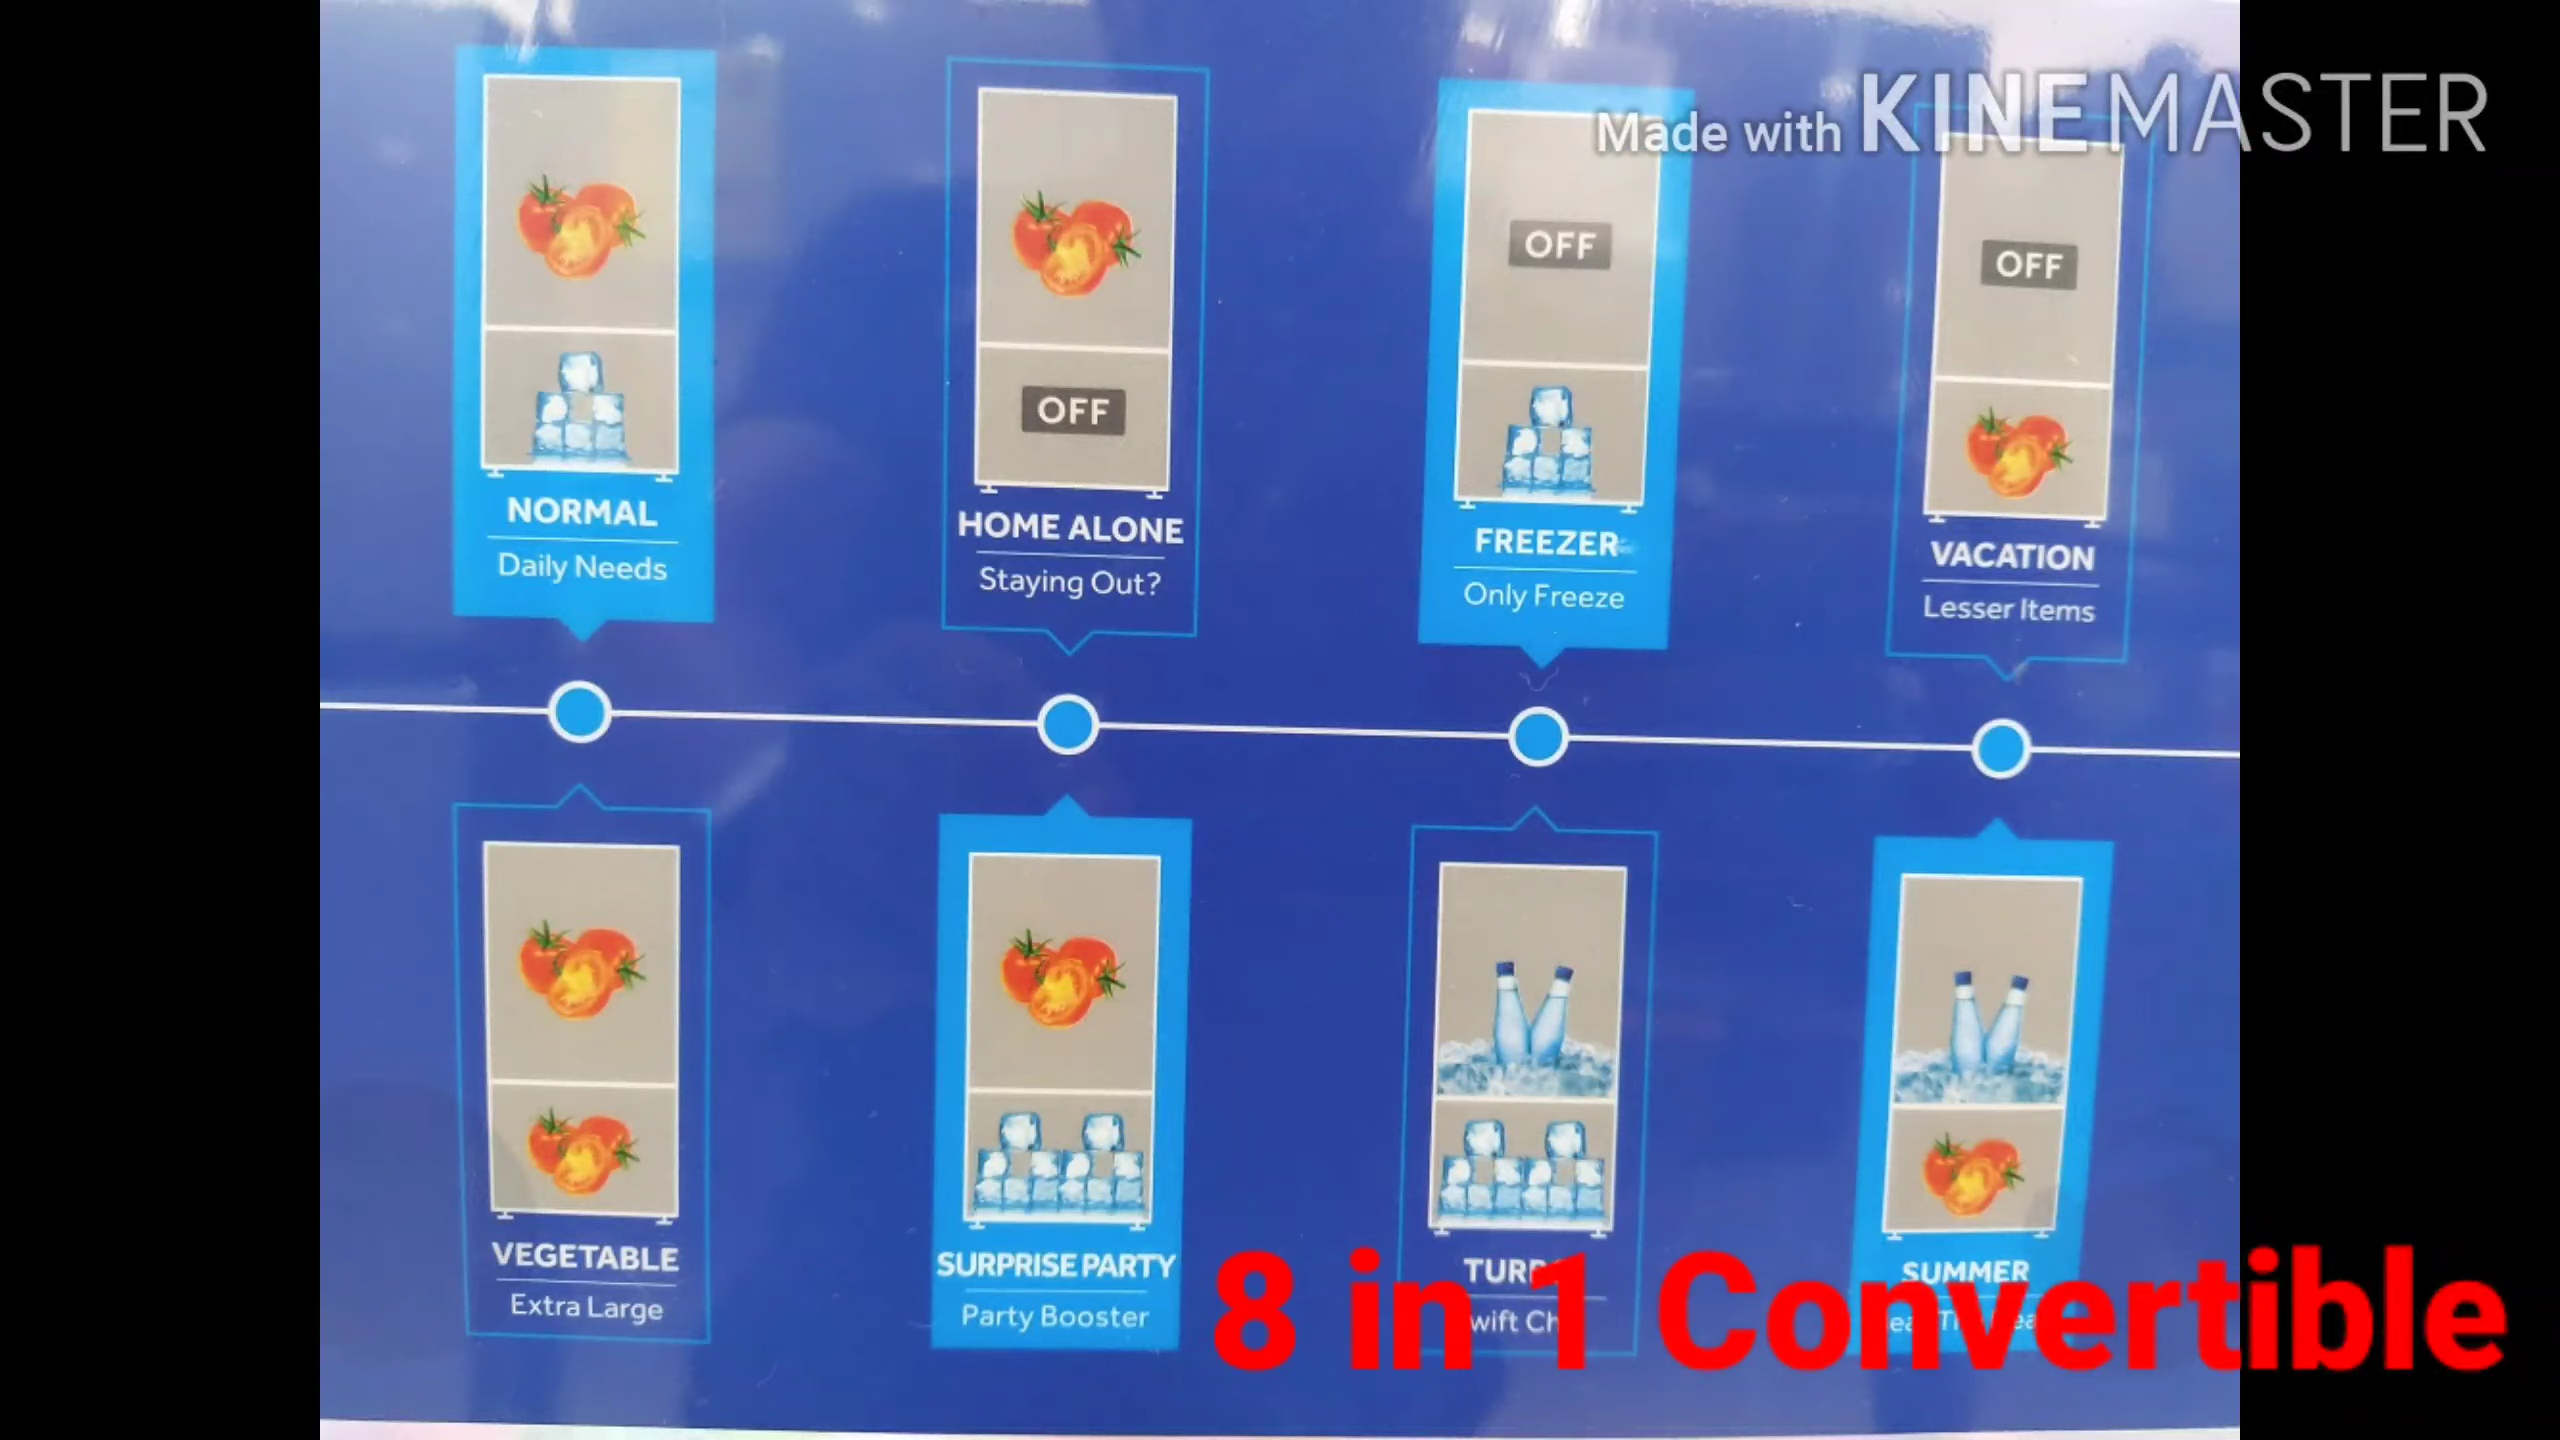 Made with KINEMASTER
OFF
OFF
OFF
NORMAL
Daily Needs
HOME ALONE
Staying Out?
FREEZER
Only Freeze
VACATION
Lesser Items
VEGETABLE
Extra Large
SURPRISE PARTY
Party Booster
SUMMER
8 in 1 Convertible